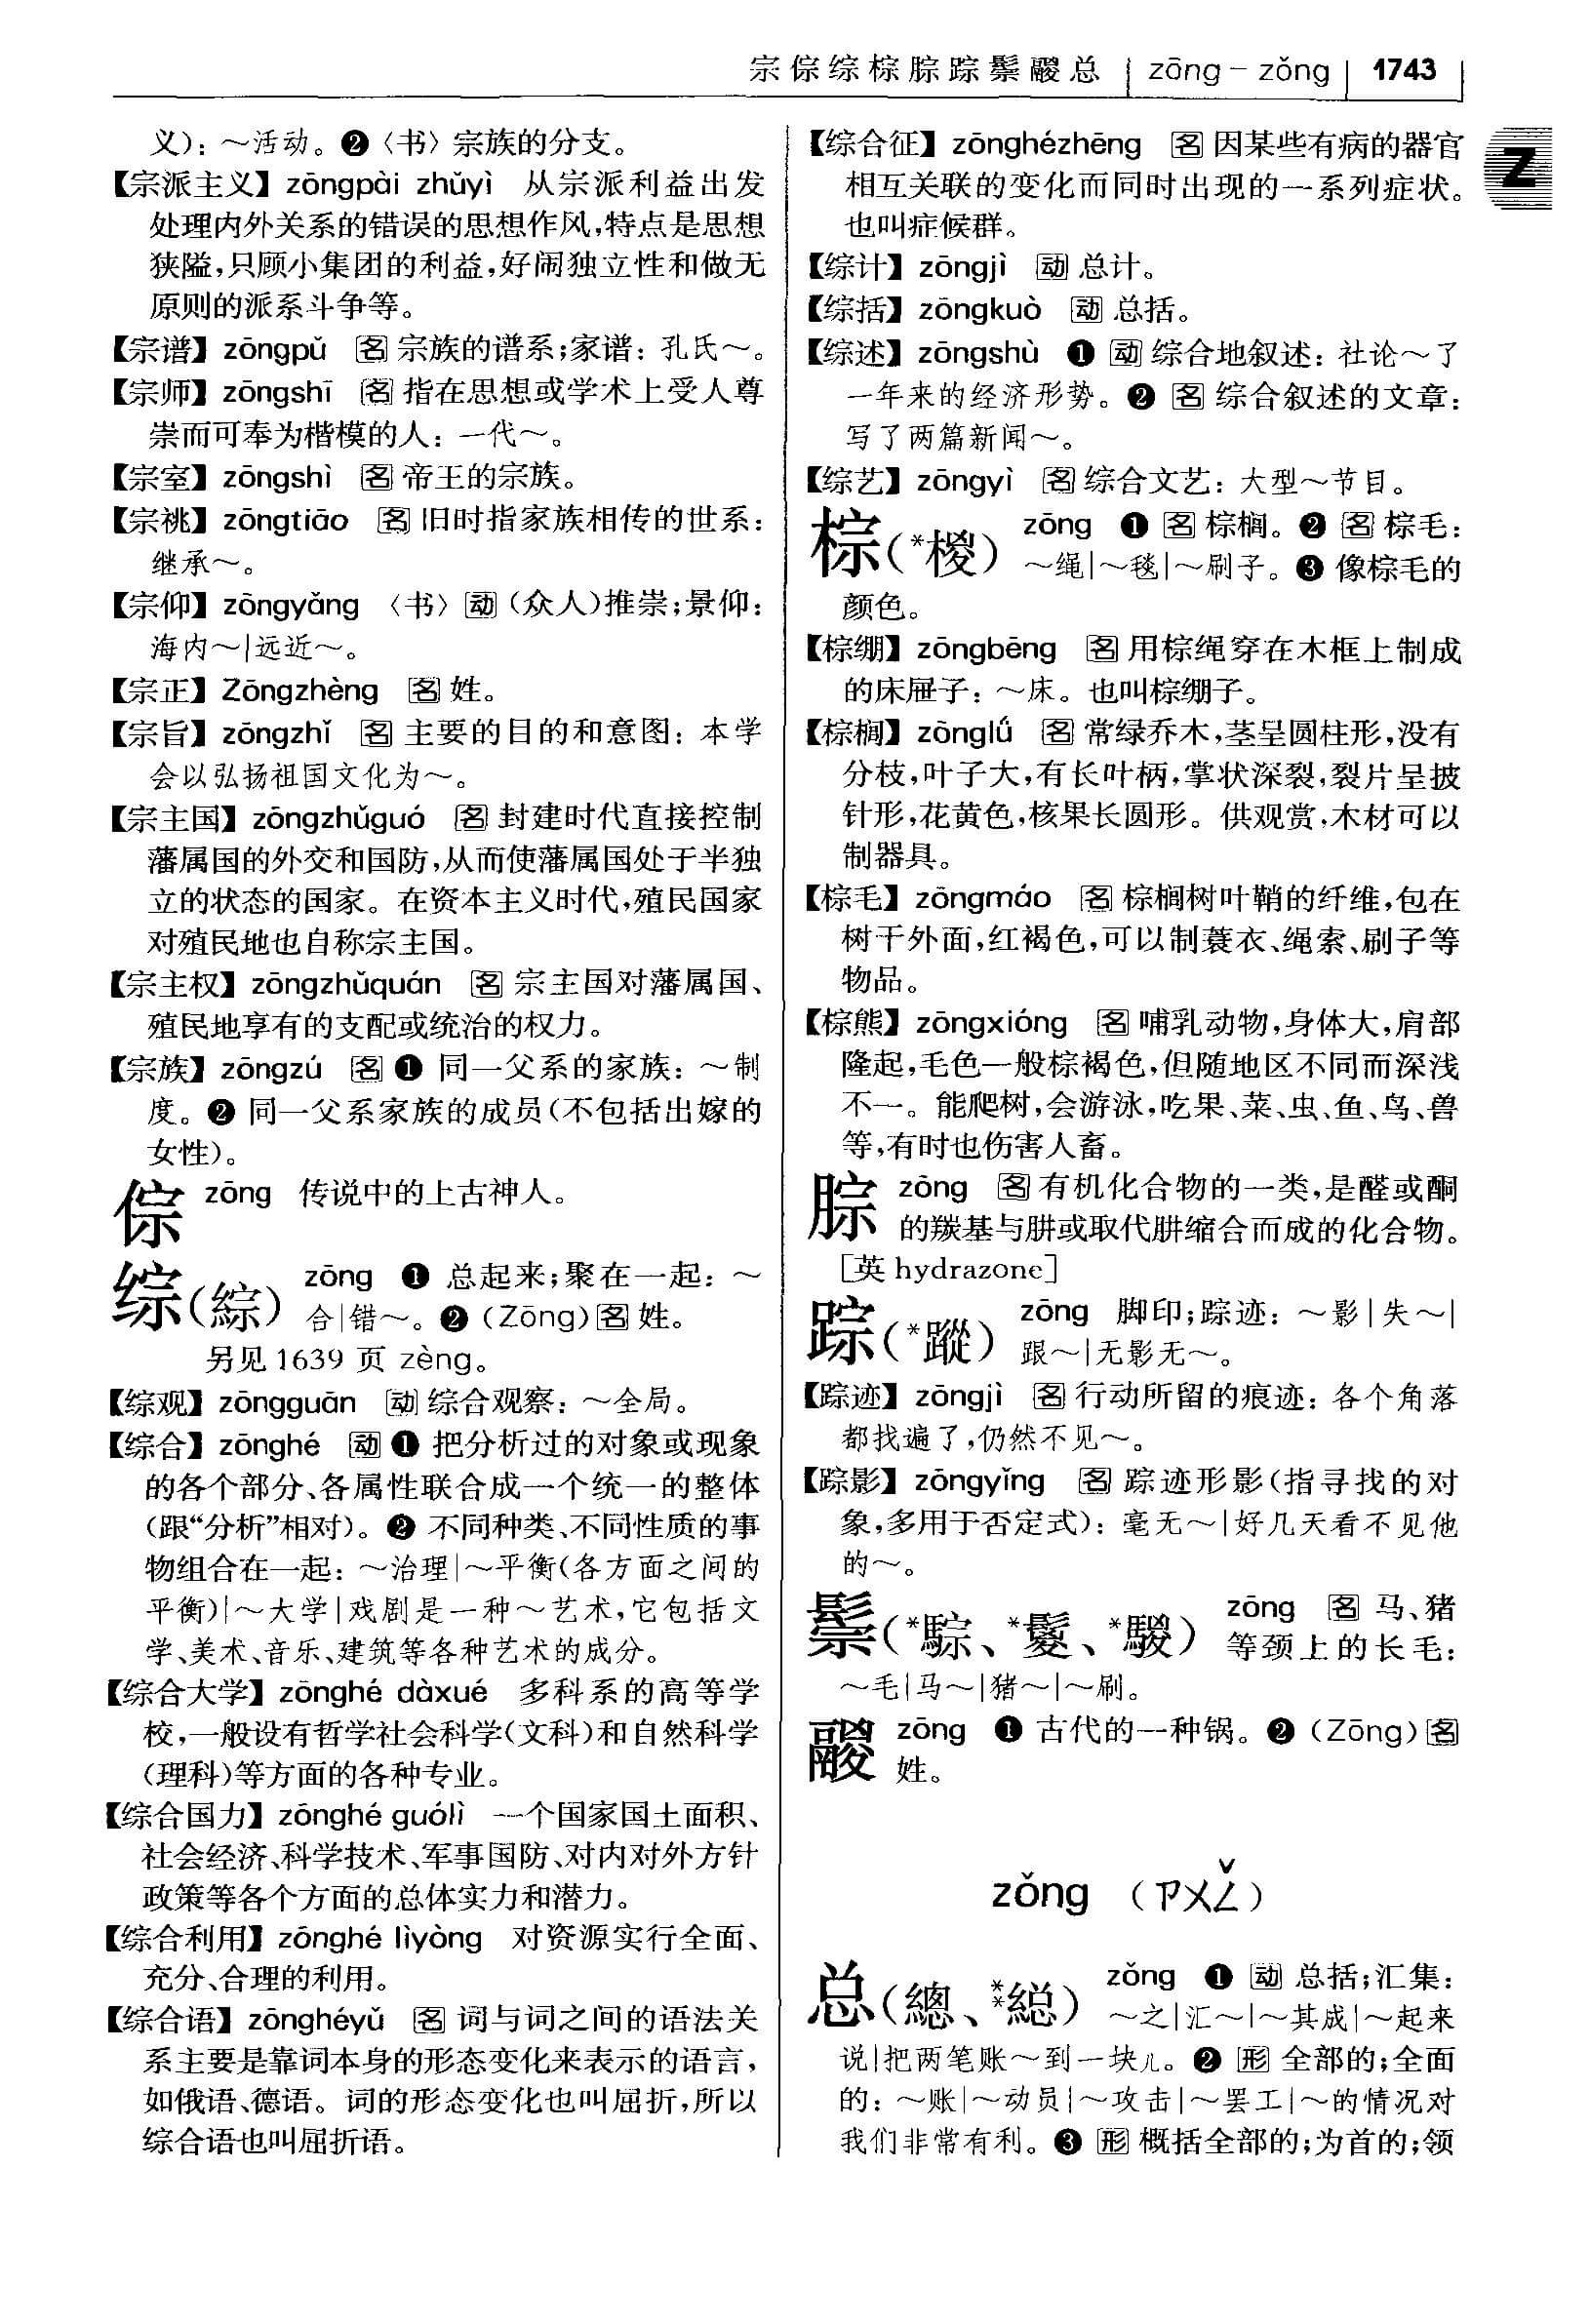 宗倧综棕腙踪鬃鬷总 zōng－zǒng 1743
义)：～活动。❷〈书〉宗族的分支。
【宗派主义】zōngpài zhǔyì 从宗派利益出发
处理内外关系的错误的思想作风,特点是思想
狭隘,只顾小集团的利益,好闹独立性和做无
原则的派系斗争等。
【宗谱】zōngpǔ 名 宗族的谱系;家谱：孔氏～。
【宗师】zōngshī 名 指在思想或学术上受人尊
崇而可奉为楷模的人：一代～。
【宗室】zōngshì 名 帝王的宗族。
【宗祧】zōngtiāo 名 旧时指家族相传的世系：
继承～。
【宗仰】zōngyǎng 〈书〉动 (众人)推崇;景仰：
海内～|远近～。
【宗正】Zōngzhèng 名 姓。
【宗旨】zōngzhǐ 名 主要的目的和意图：本学
会以弘扬祖国文化为～。
【宗主国】zōngzhǔguó 名 封建时代直接控制
藩属国的外交和国防,从而使藩属国处于半独
立的状态的国家。在资本主义时代,殖民国家
对殖民地也自称宗主国。
【宗主权】zōngzhǔquán 名 宗主国对藩属国、
殖民地享有的支配或统治的权力。
【宗族】zōngzú 名 ❶ 同一父系的家族：～制
度。❷ 同一父系家族的成员(不包括出嫁的
女性)。
倧 zōng 传说中的上古神人。
综(綜) zōng ❶ 总起来;聚在一起：～
合|错～。❷ (Zōng) 名 姓。
另见1639 页 zèng。
【综观】zōngguān 动 综合观察：～全局。
【综合】zōnghé 动 ❶ 把分析过的对象或现象
的各个部分、各属性联合成一个统一的整体
(跟“分析”相对)。❷ 不同种类、不同性质的事
物组合在一起：～治理|～平衡(各方面之间的
平衡)|～大学|戏剧是一种～艺术,它包括文
学、美术、音乐、建筑等各种艺术的成分。
【综合大学】zōnghé dàxué 多科系的高等学
校,一般设有哲学社会科学(文科)和自然科学
(理科)等方面的各种专业。
【综合国力】zōnghé guólì 一个国家国土面积、
社会经济、科学技术、军事国防、对内对外方针
政策等各个方面的总体实力和潜力。
【综合利用】zōnghé lìyòng 对资源实行全面、
充分、合理的利用。
【综合语】zōnghéyǔ 名 词与词之间的语法关
系主要是靠词本身的形态变化来表示的语言,
如俄语、德语。词的形态变化也叫屈折,所以
综合语也叫屈折语。
【综合征】zōnghézhēng 名 因某些有病的器官
相互关联的变化而同时出现的一系列症状。
也叫症候群。
【综计】zōngjì 动 总计。
【综括】zōngkuò 动 总括。
【综述】zōngshù ❶ 动 综合地叙述：社论～了
一年来的经济形势。❷ 名 综合叙述的文章：
写了两篇新闻～。
【综艺】zōngyì 名 综合文艺：大型～节目。
棕(*椶) zōng ❶ 名 棕榈。❷ 名 棕毛：
～绳|～毯|～刷子。❸ 像棕毛的
颜色。
【棕绷】zōngbēng 名 用棕绳穿在木框上制成
的床屉子：～床。也叫棕绷子。
【棕榈】zōnglǘ 名 常绿乔木,茎呈圆柱形,没有
分枝,叶子大,有长叶柄,掌状深裂,裂片呈披
针形,花黄色,核果长圆形。供观赏,木材可以
制器具。
【棕毛】zōngmáo 名 棕榈树叶鞘的纤维,包在
树干外面,红褐色,可以制蓑衣、绳索、刷子等
物品。
【棕熊】zōngxióng 名 哺乳动物,身体大,肩部
隆起,毛色一般棕褐色,但随地区不同而深浅
不一。能爬树,会游泳,吃果、菜、虫、鱼、鸟、兽
等,有时也伤害人畜。
腙 zōng 名 有机化合物的一类,是醛或酮
的羰基与肼或取代肼缩合而成的化合物。
[英 hydrazone]
踪(*蹤) zōng 脚印;踪迹：～影|失～|
跟～|无影无～。
【踪迹】zōngjì 名 行动所留的痕迹：各个角落
都找遍了,仍然不见～。
【踪影】zōngyǐng 名 踪迹形影(指寻找的对
象,多用于否定式)：毫无～|好几天看不见他
的～。
鬃(*騌、*鬉、*騣) zōng 名 马、猪
等颈上的长毛：
～毛|马～|猪～|～刷。
鬷 zōng ❶ 古代的一种锅。❷ (Zōng) 名
姓。
zǒng (ㄗㄨㄥˇ)
总(總、**縂) zǒng ❶ 动 总括;汇集：
～之|汇～|～其成|～起来
说|把两笔账～到一块儿。❷ 形 全部的;全面
的：～账|～动员|～攻击|～罢工|～的情况对
我们非常有利。❸ 形 概括全部的;为首的;领
Z